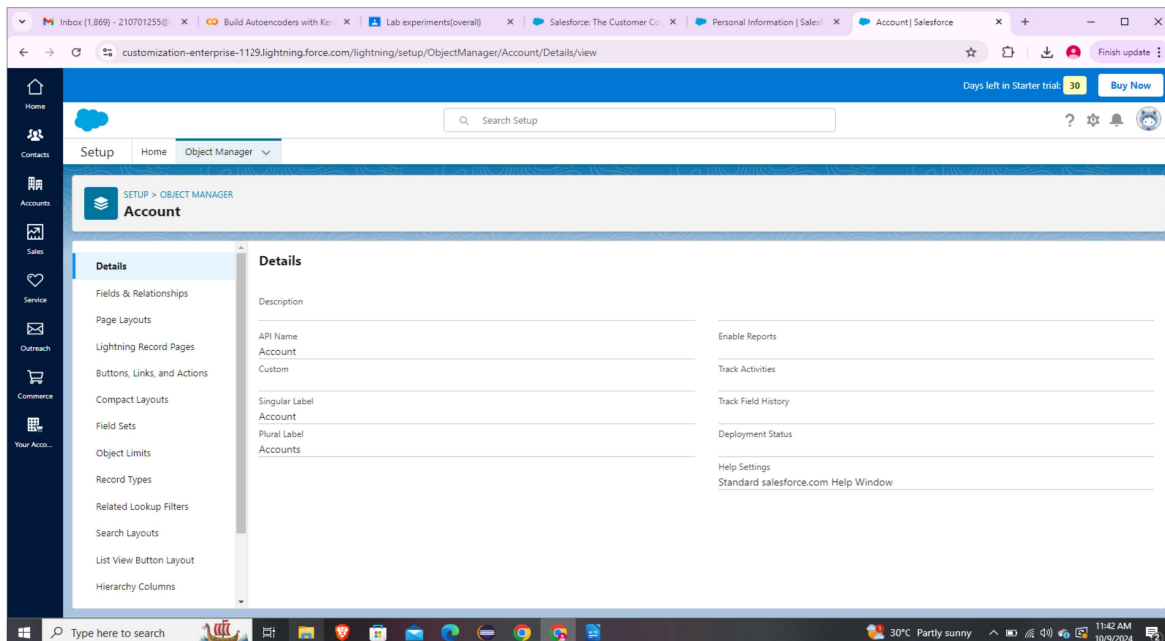 Inbox (1,869) - 210701255@
Build Autoencoders with Ker
Lab experiments(overall)
Salesforce: The Customer Co
Personal Information | Salesf
Account | Salesforce
customization-enterprise-1129.lightning.force.com/lightning/setup/ObjectManager/Account/Details/view
Finish update
Days left in Starter trial: 30
Buy Now
Search Setup
Setup
Home
Object Manager
SETUP > OBJECT MANAGER
Account
Home
Contacts
Accounts
Sales
Service
Outreach
Commerce
Your Acco...
Details
Fields & Relationships
Page Layouts
Lightning Record Pages
Buttons, Links, and Actions
Compact Layouts
Field Sets
Object Limits
Record Types
Related Lookup Filters
Search Layouts
List View Button Layout
Hierarchy Columns
Details
Description
API Name
Account
Custom
Singular Label
Account
Plural Label
Accounts
Enable Reports
Track Activities
Track Field History
Deployment Status
Help Settings
Standard salesforce.com Help Window
Type here to search
30°C Partly sunny
11:42 AM
10/9/2024